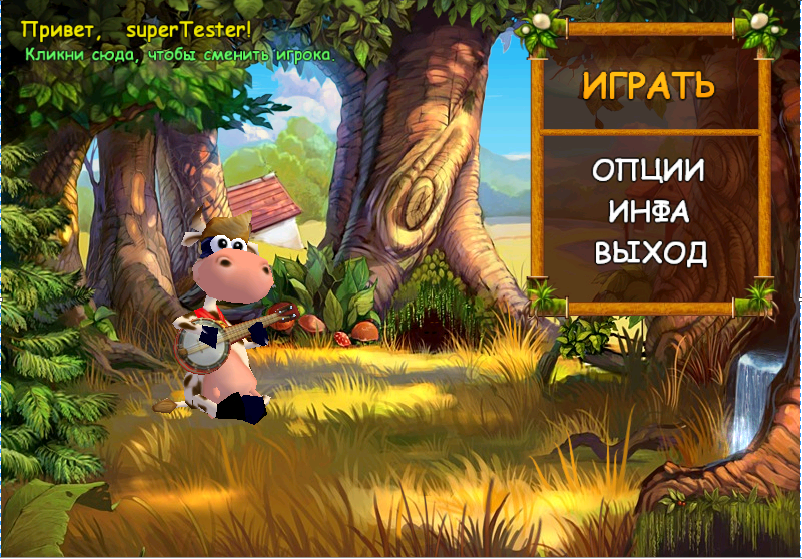 Привет, superTester!
Кликни сюда, чтобы сменить игрока.
ИГРАТЬ
ОПЦИИ
ИНФА
ВЫХОД